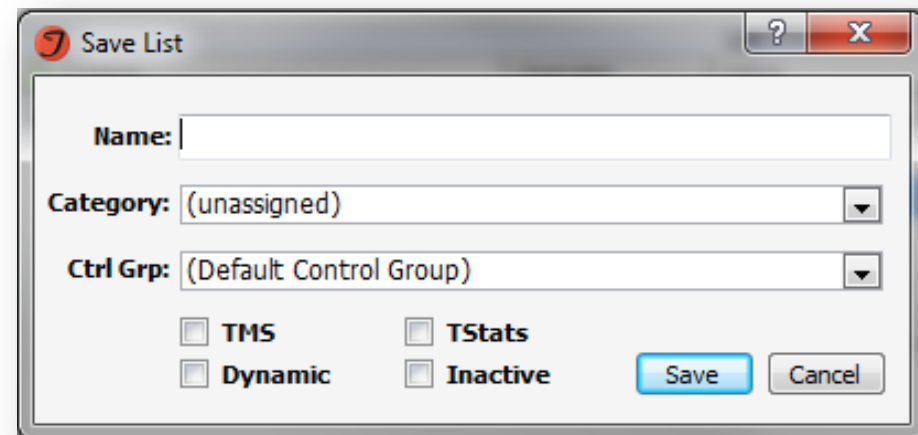 Save List
?
Name:
Category: (unassigned)
Ctrl Grp: (Default Control Group)
TMS TStats
Dynamic Inactive Save Cancel